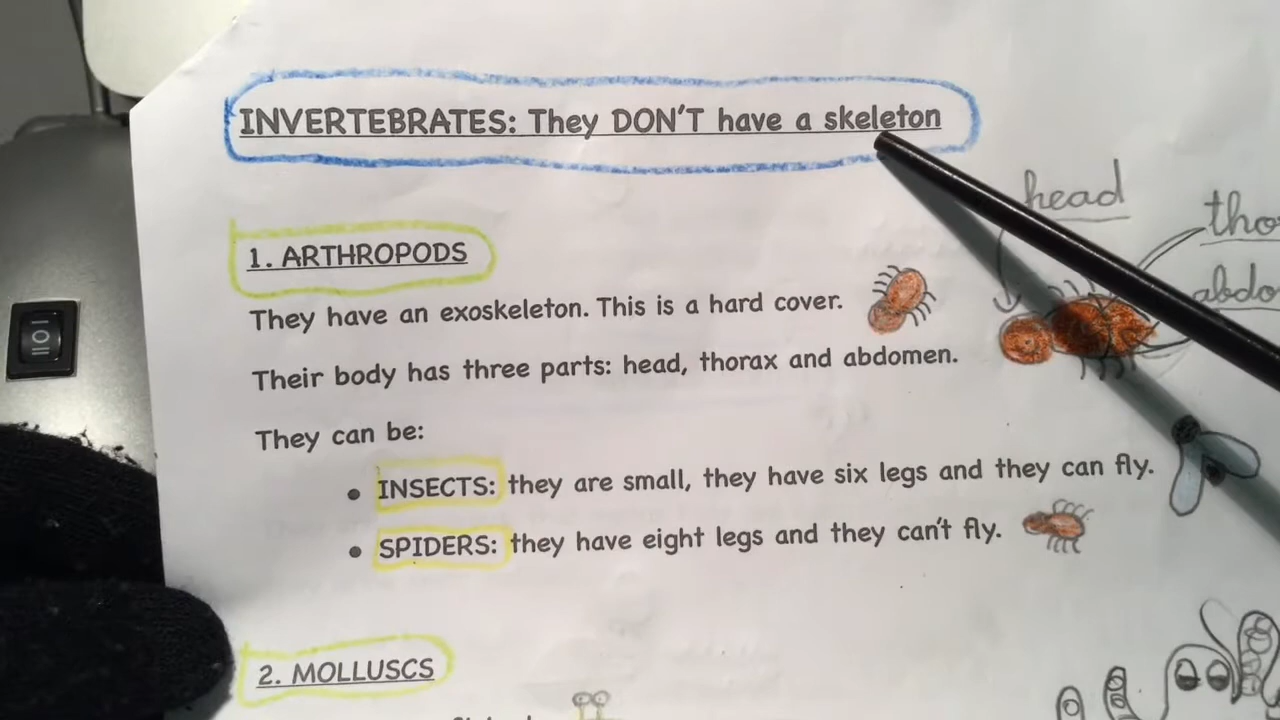 INVERTEBRATES: They DON'T have a skeleton
head
1. ARTHROPODS
They have an exoskeleton. This is a hard cover.
Their body has three parts: head, thorax and abdomen.
They can be:
• INSECTS: they are small, they have six legs and they can fly.
• SPIDERS: they have eight legs and they can't fly.
2. MOLLUSCS